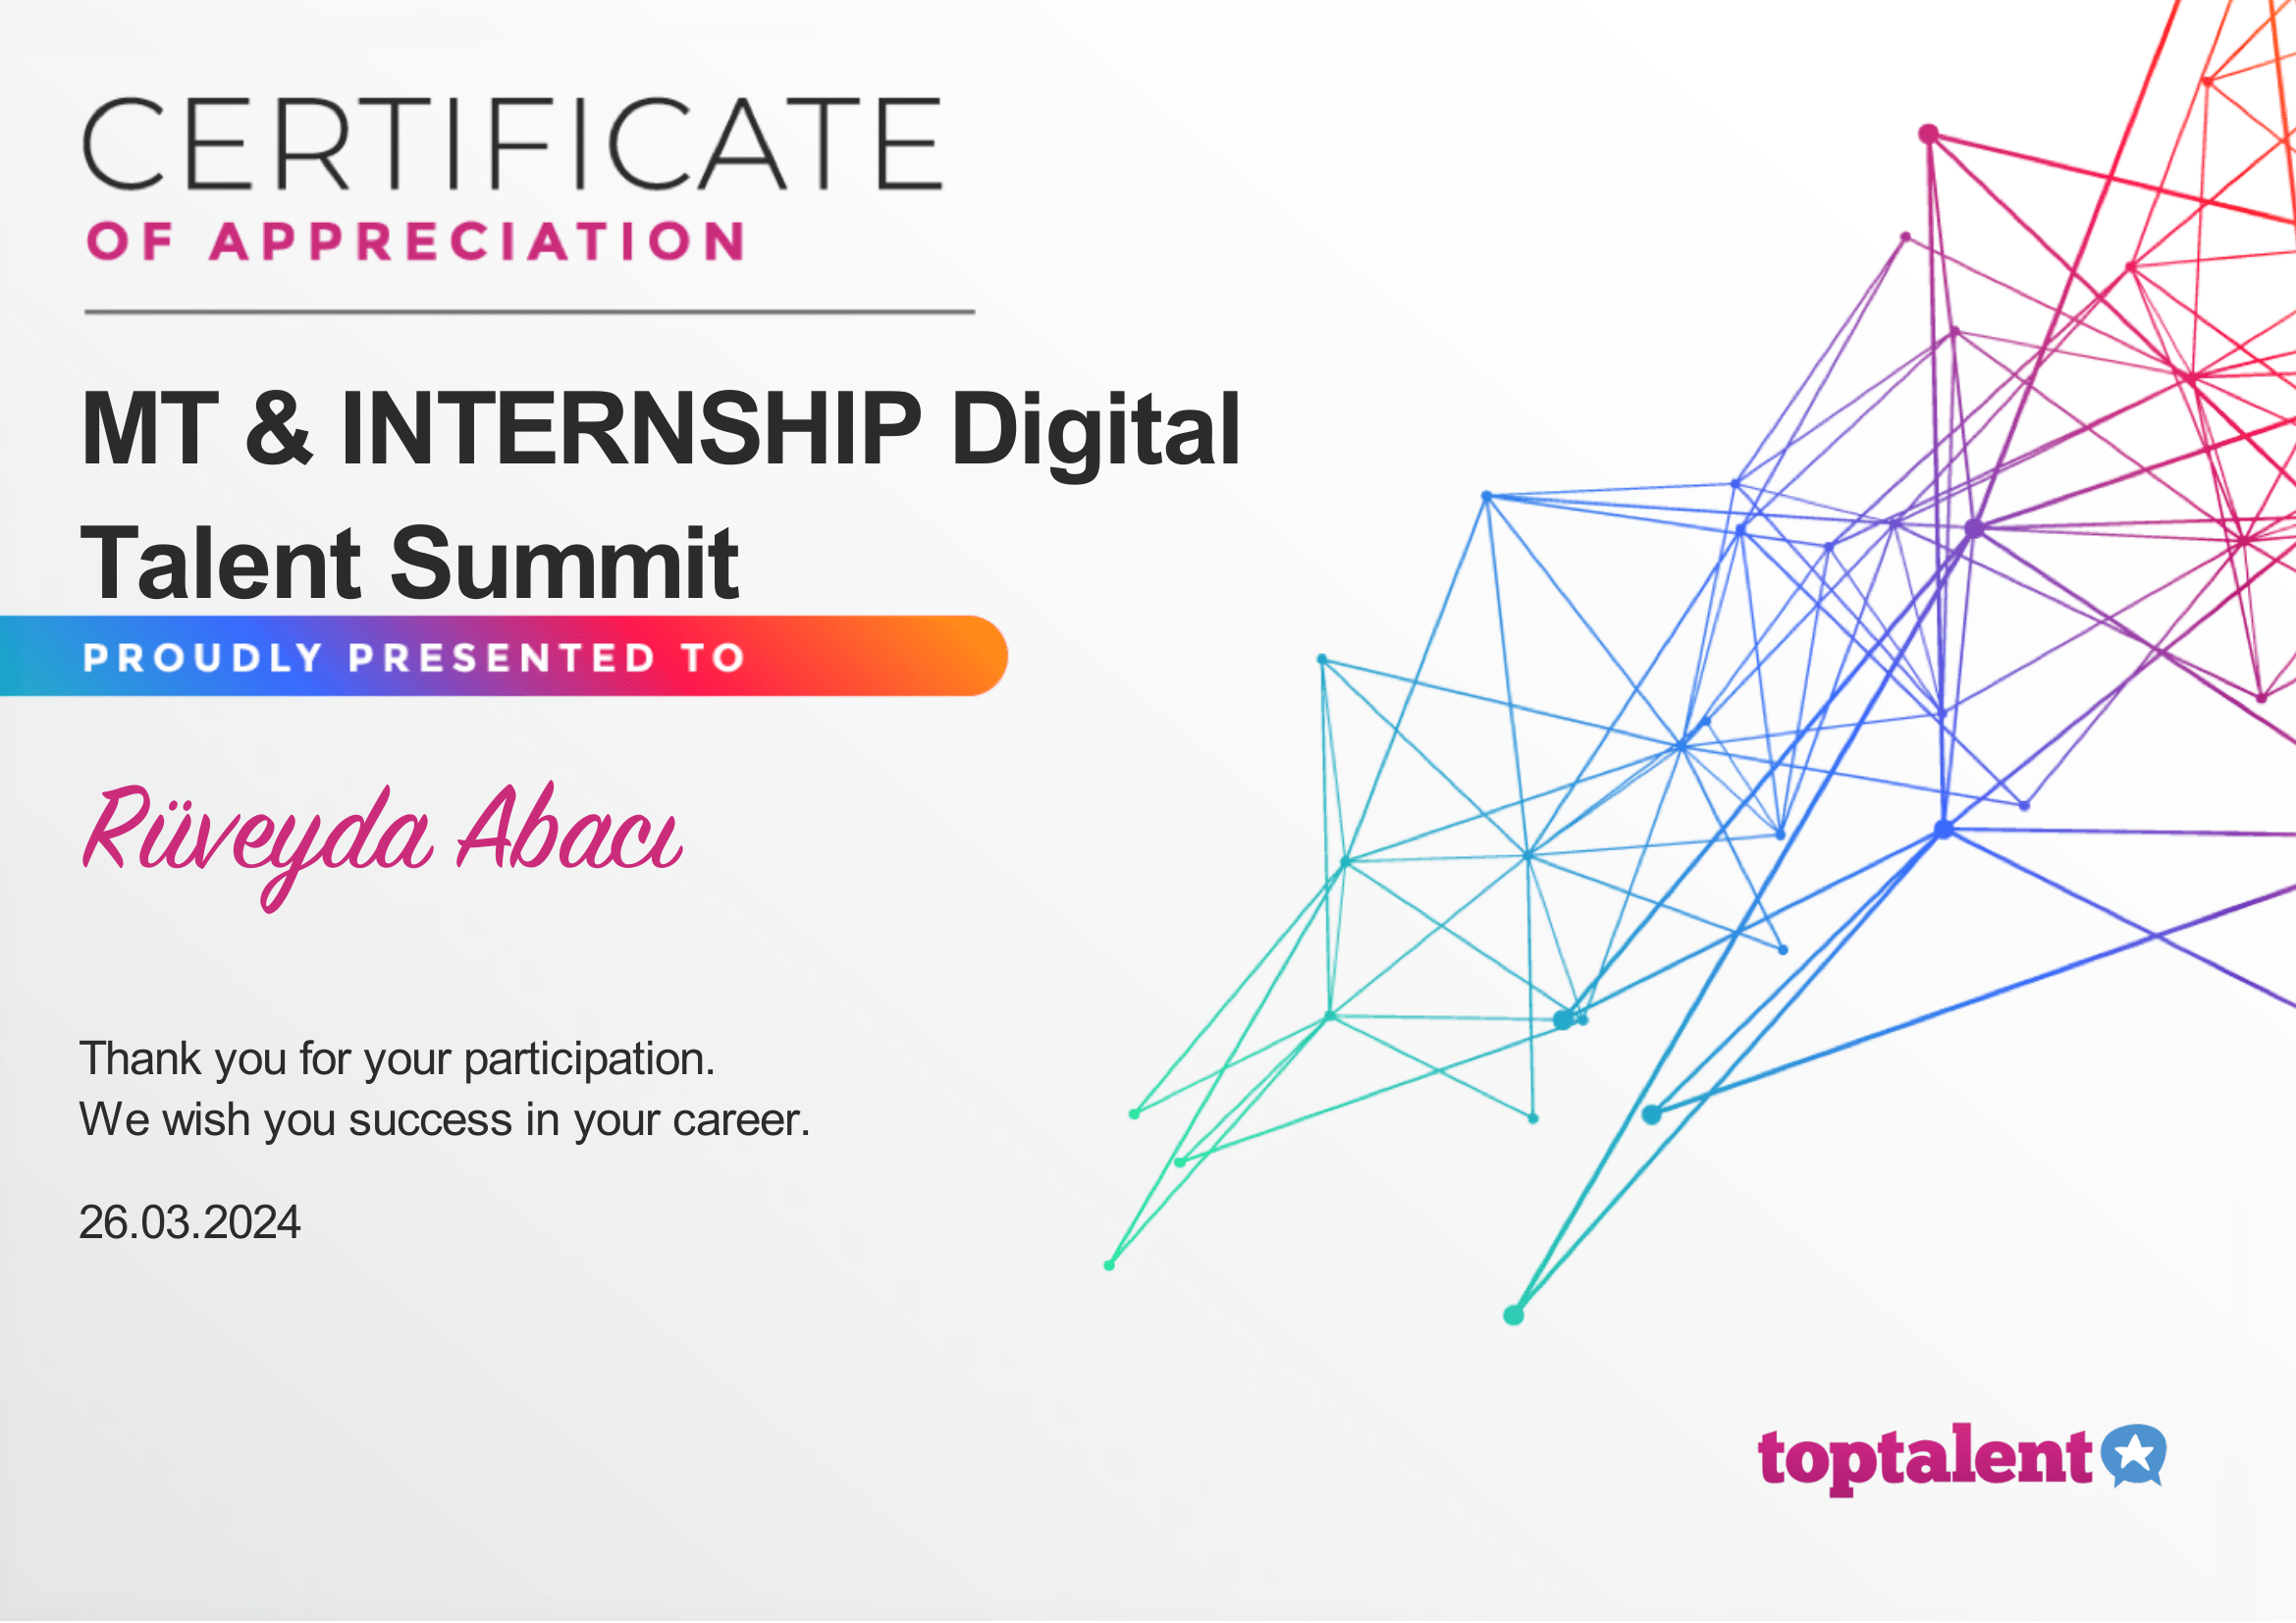 CERTIFICATE
OF APPRECIATION
MT & INTERNSHIP Digital
Talent Summit
PROUDLY PRESENTED TO
Rüveyda Abacı
Thank you for your participation.
We wish you success in your career.
26.03.2024
toptalent